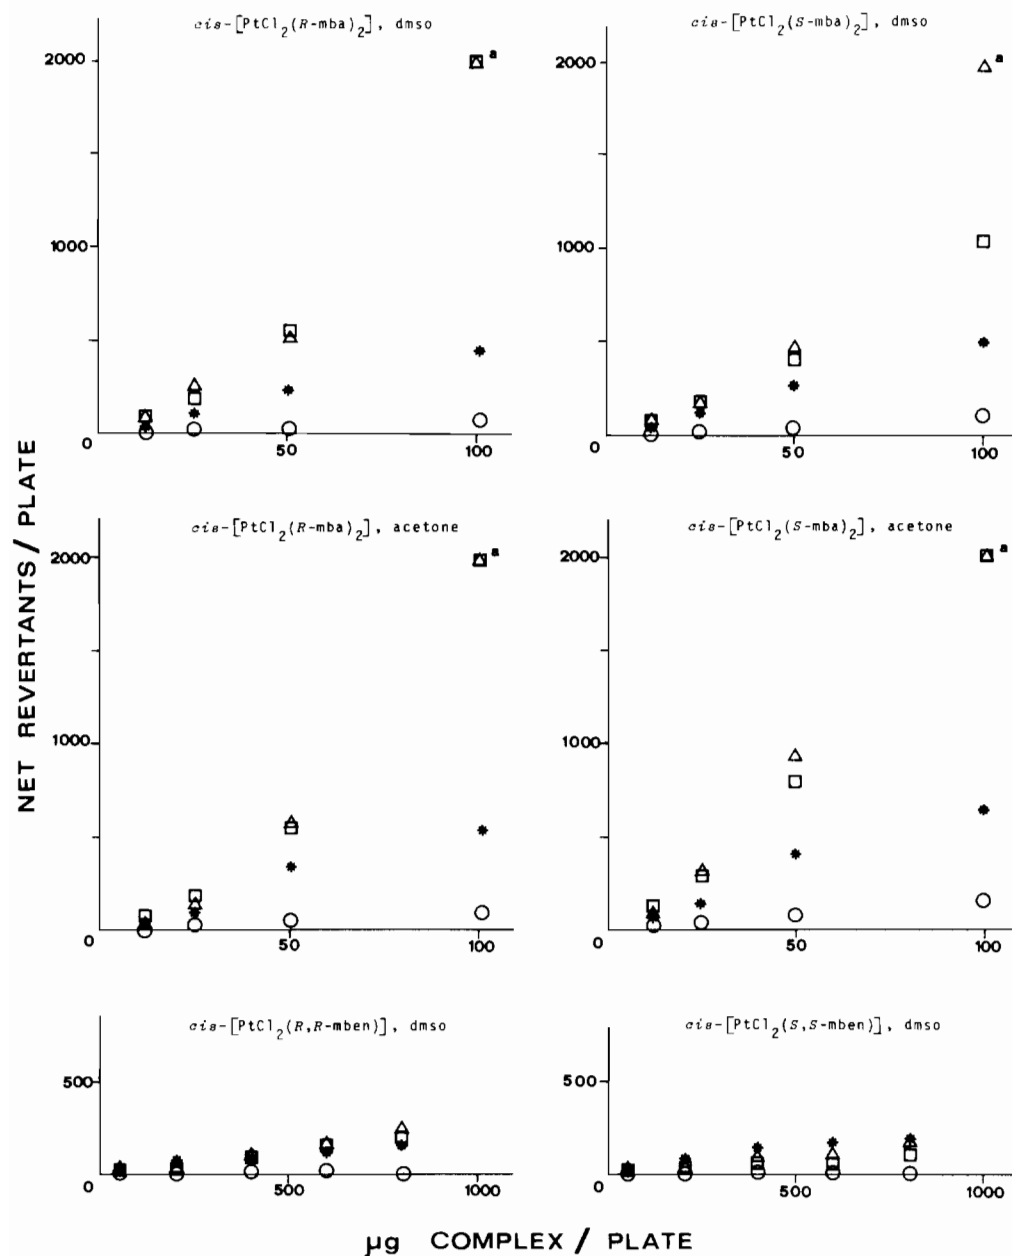 cis-[PtCl2(R-mba)2], dmso
2000
a
1000
0
50
100
cis-[PtCl2(S-mba)2], dmso
2000
a
1000
0
50
100
cis-[PtCl2(R-mba)2], acetone
2000
a
1000
0
50
100
cis-[PtCl2(S-mba)2], acetone
2000
a
1000
0
50
100
cis-[PtCl2(R,R-mben)], dmso
500
0
500
1000
cis-[PtCl2(S,S-mben)], dmso
500
0
500
1000
NET REVERTANTS/PLATE
µg COMPLEX/PLATE